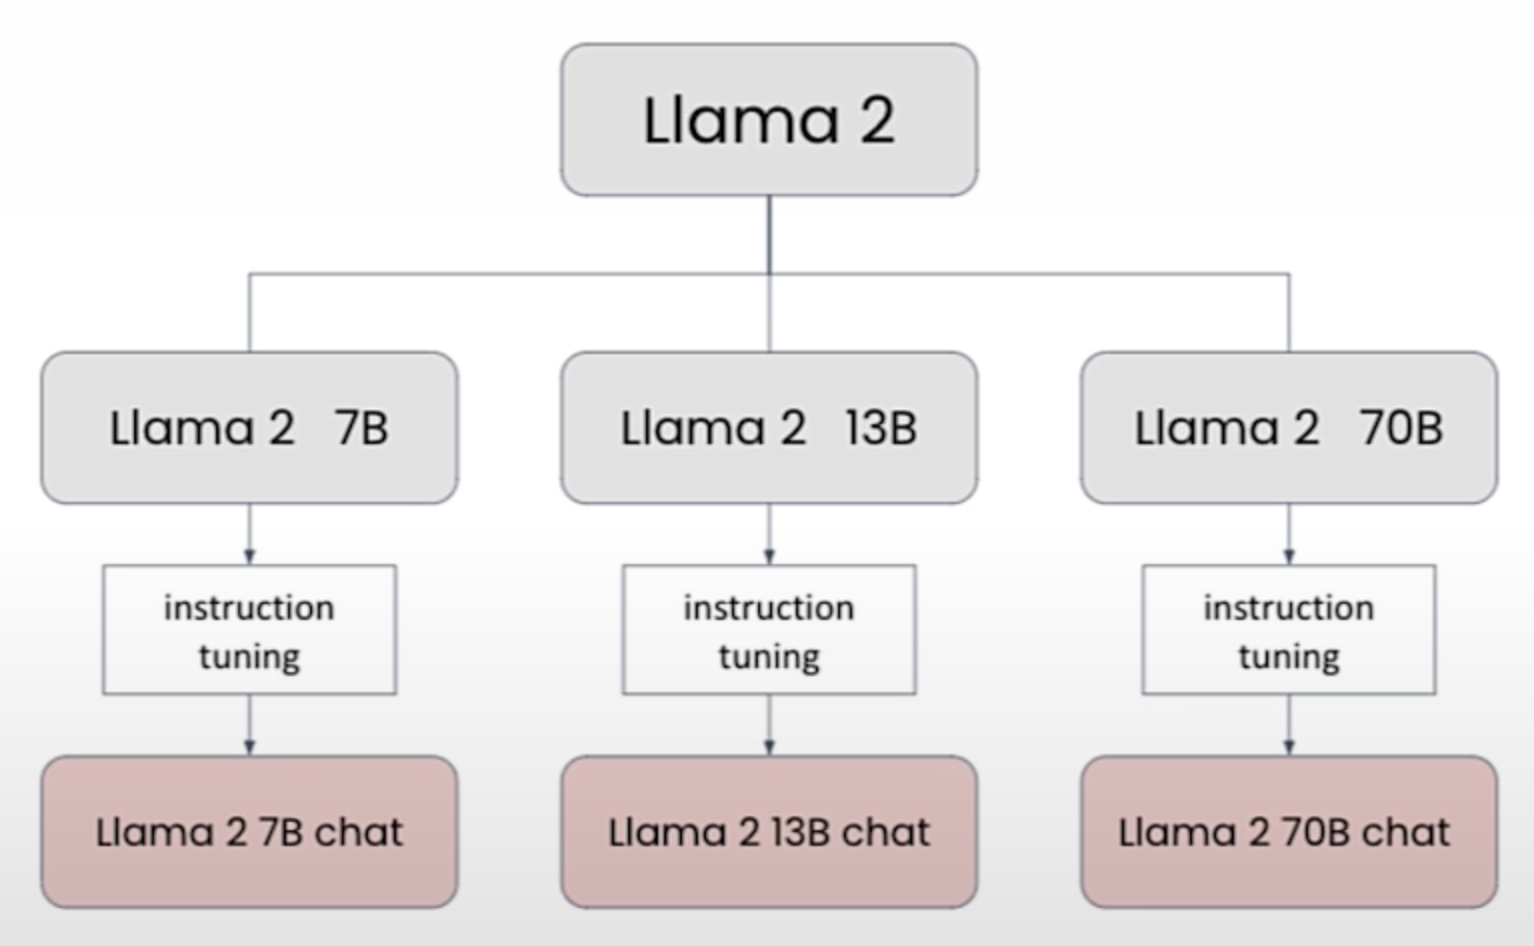 Llama 2
Llama 2 7B
Llama 2 13B
Llama 2 70B
instruction
tuning
instruction
tuning
instruction
tuning
Llama 2 7B chat
Llama 2 13B chat
Llama 2 70B chat